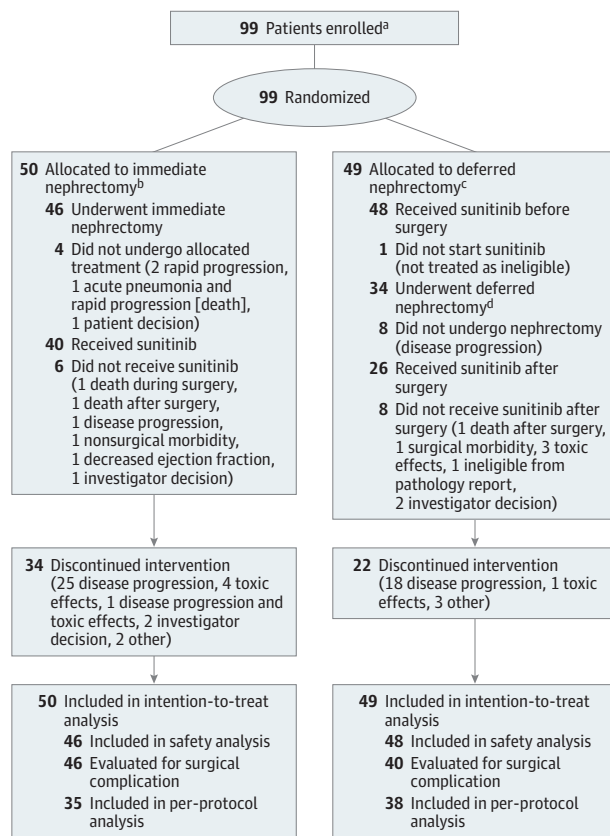 99 Patients enrolledᵃ
99 Randomized
50 Allocated to immediate
nephrectomyᵇ
46 Underwent immediate
nephrectomy
4 Did not undergo allocated
treatment (2 rapid progression,
1 acute pneumonia and
rapid progression [death],
1 patient decision)
40 Received sunitinib
6 Did not receive sunitinib
(1 death during surgery,
1 death after surgery,
1 disease progression,
1 nonsurgical morbidity,
1 decreased ejection fraction,
1 investigator decision)
49 Allocated to deferred
nephrectomyᶜ
48 Received sunitinib before
surgery
1 Did not start sunitinib
(not treated as ineligible)
34 Underwent deferred
nephrectomyᵈ
8 Did not undergo nephrectomy
(disease progression)
26 Received sunitinib after
surgery
8 Did not receive sunitinib after
surgery (1 death after surgery,
1 surgical morbidity, 3 toxic
effects, 1 ineligible from
pathology report,
2 investigator decision)
34 Discontinued intervention
(25 disease progression, 4 toxic
effects, 1 disease progression and
toxic effects, 2 investigator
decision, 2 other)
22 Discontinued intervention
(18 disease progression, 1 toxic
effects, 3 other)
50 Included in intention-to-treat
analysis
46 Included in safety analysis
46 Evaluated for surgical
complication
35 Included in per-protocol
analysis
49 Included in intention-to-treat
analysis
48 Included in safety analysis
40 Evaluated for surgical
complication
38 Included in per-protocol
analysis